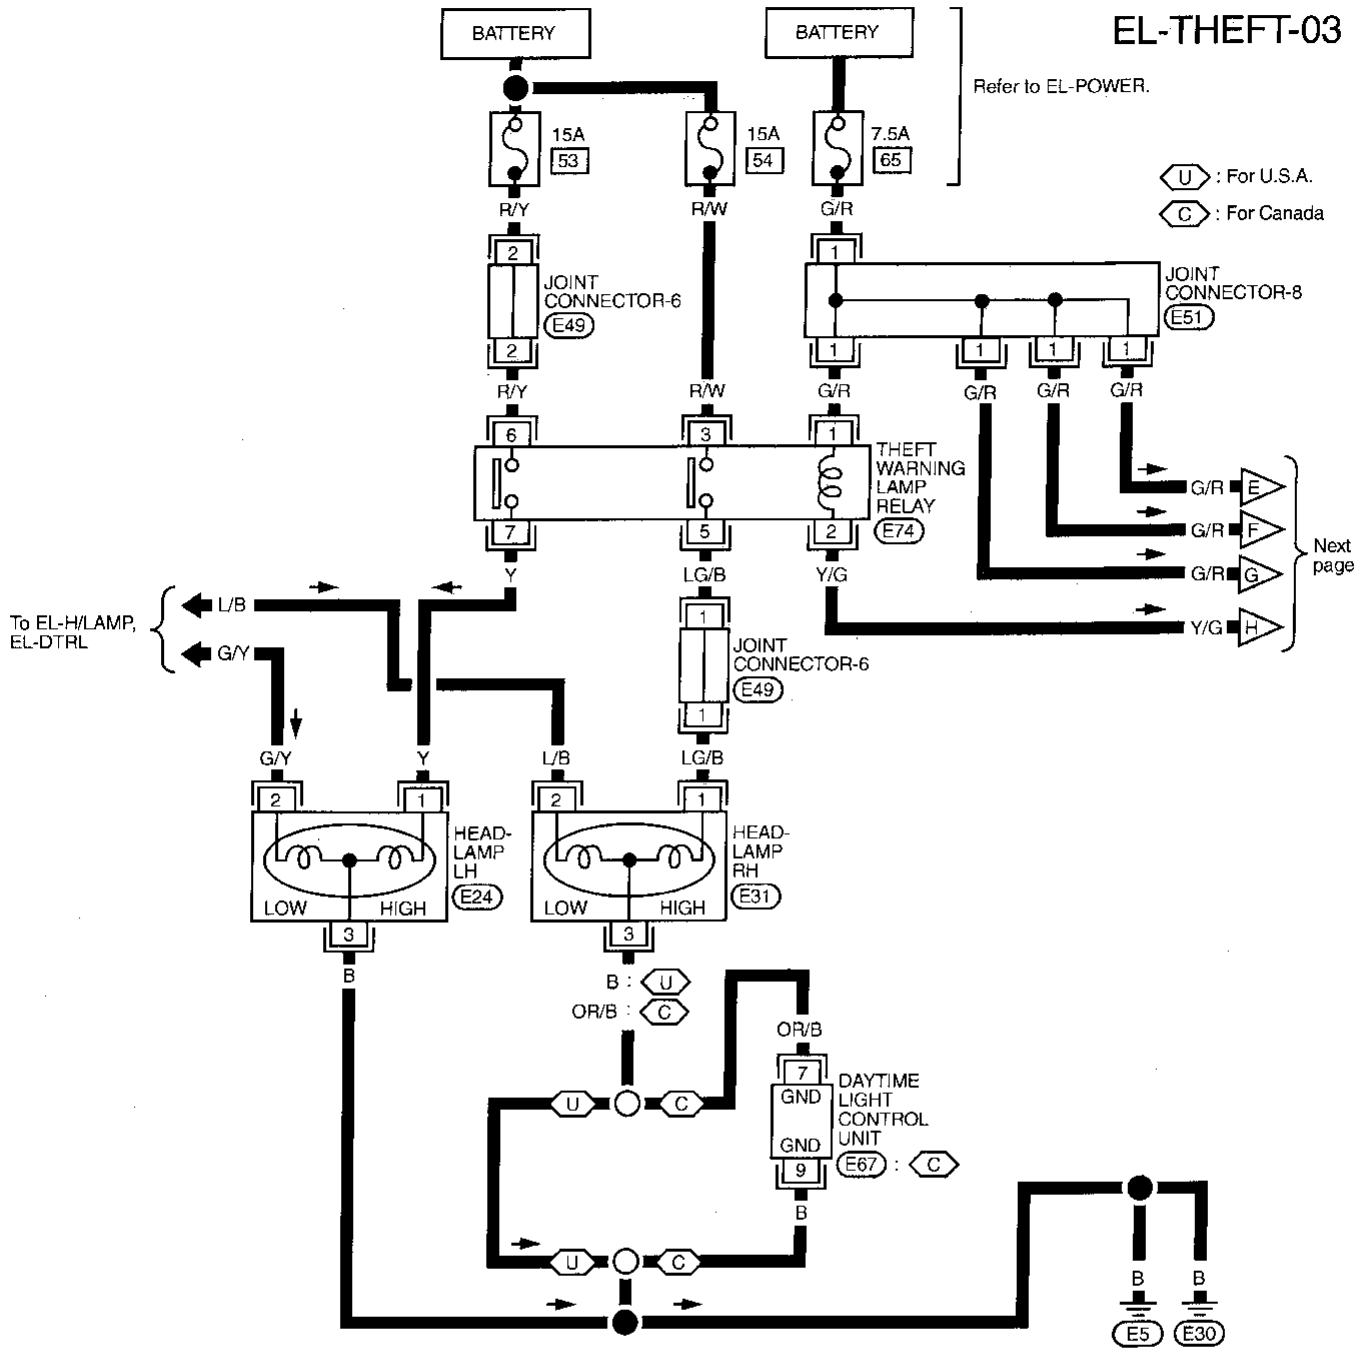 EL-THEFT-03
BATTERY
BATTERY
Refer to EL-POWER.
15A
53
15A
54
7.5A
65
U : For U.S.A.
C : For Canada
R/Y
R/W
G/R
2
1
JOINT
CONNECTOR-6
E49
JOINT
CONNECTOR-8
E51
2
1
1
1
1
R/Y
R/W
G/R
G/R
G/R
G/R
6
3
1
THEFT
WARNING
LAMP
RELAY
E74
7
5
2
G/R E
G/R F
G/R G
Y/G H
Next
page
Y
LG/B
Y/G
To EL-H/LAMP,
EL-DTRL
L/B
G/Y
1
JOINT
CONNECTOR-6
E49
1
G/Y
Y
L/B
LG/B
2
1
2
1
HEAD-
LAMP
LH
E24
LOW
HIGH
HEAD-
LAMP
RH
E31
LOW
HIGH
3
3
B
B : U
OR/B : C
OR/B
7
GND
GND
9
DAYTIME
LIGHT
CONTROL
UNIT
E67 : C
U
C
B
U
C
B
B
E5
E30